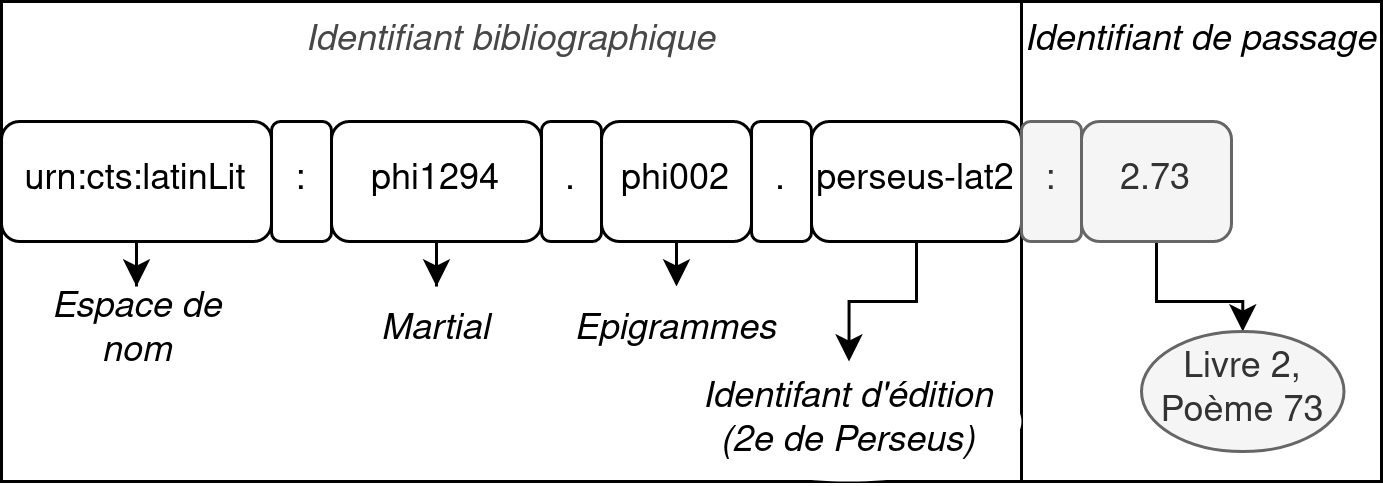 Identifiant bibliographique
Identifiant de passage
urn:cts:latinLit : phi1294 . phi002 . perseus-lat2 : 2.73
Espace de
nom
Martial
Epigrammes
Identifant d'édition
(2e de Perseus)
Livre 2,
Poème 73